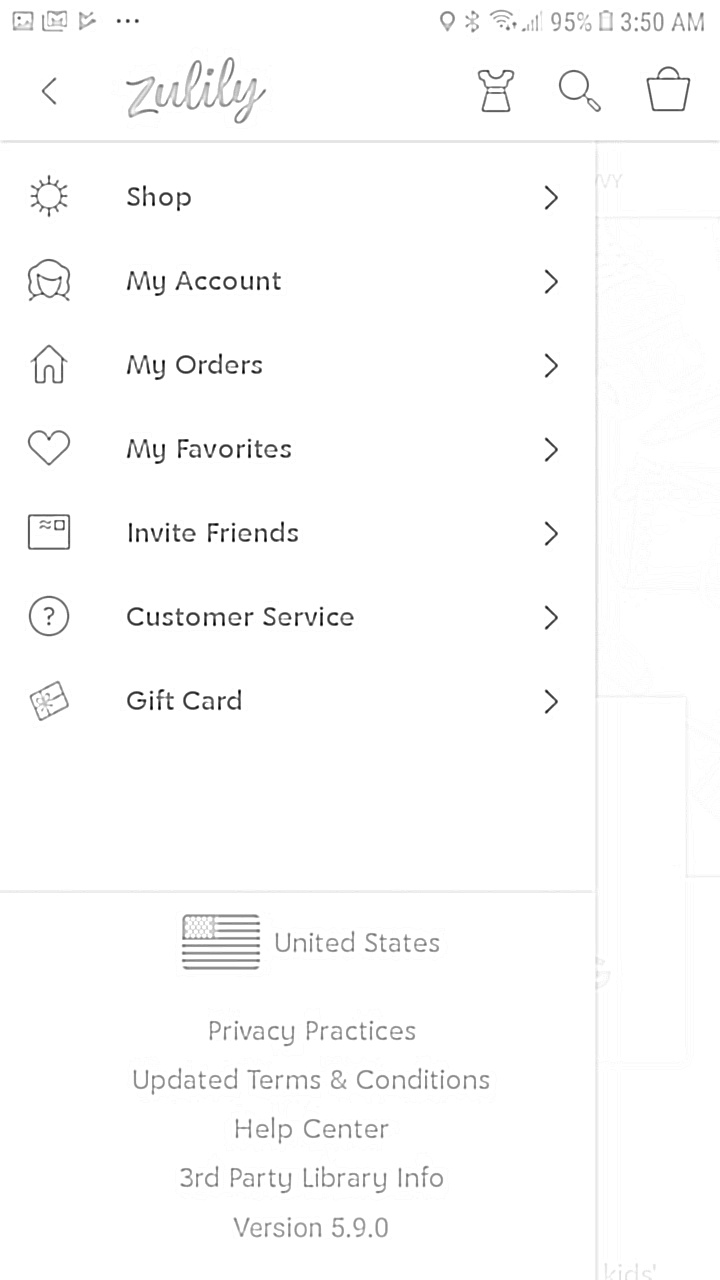 95% 3:50 AM
zulily
Shop
My Account
My Orders
My Favorites
Invite Friends
Customer Service
Gift Card
United States
Privacy Practices
Updated Terms & Conditions
Help Center
3rd Party Library Info
Version 5.9.0
kids'